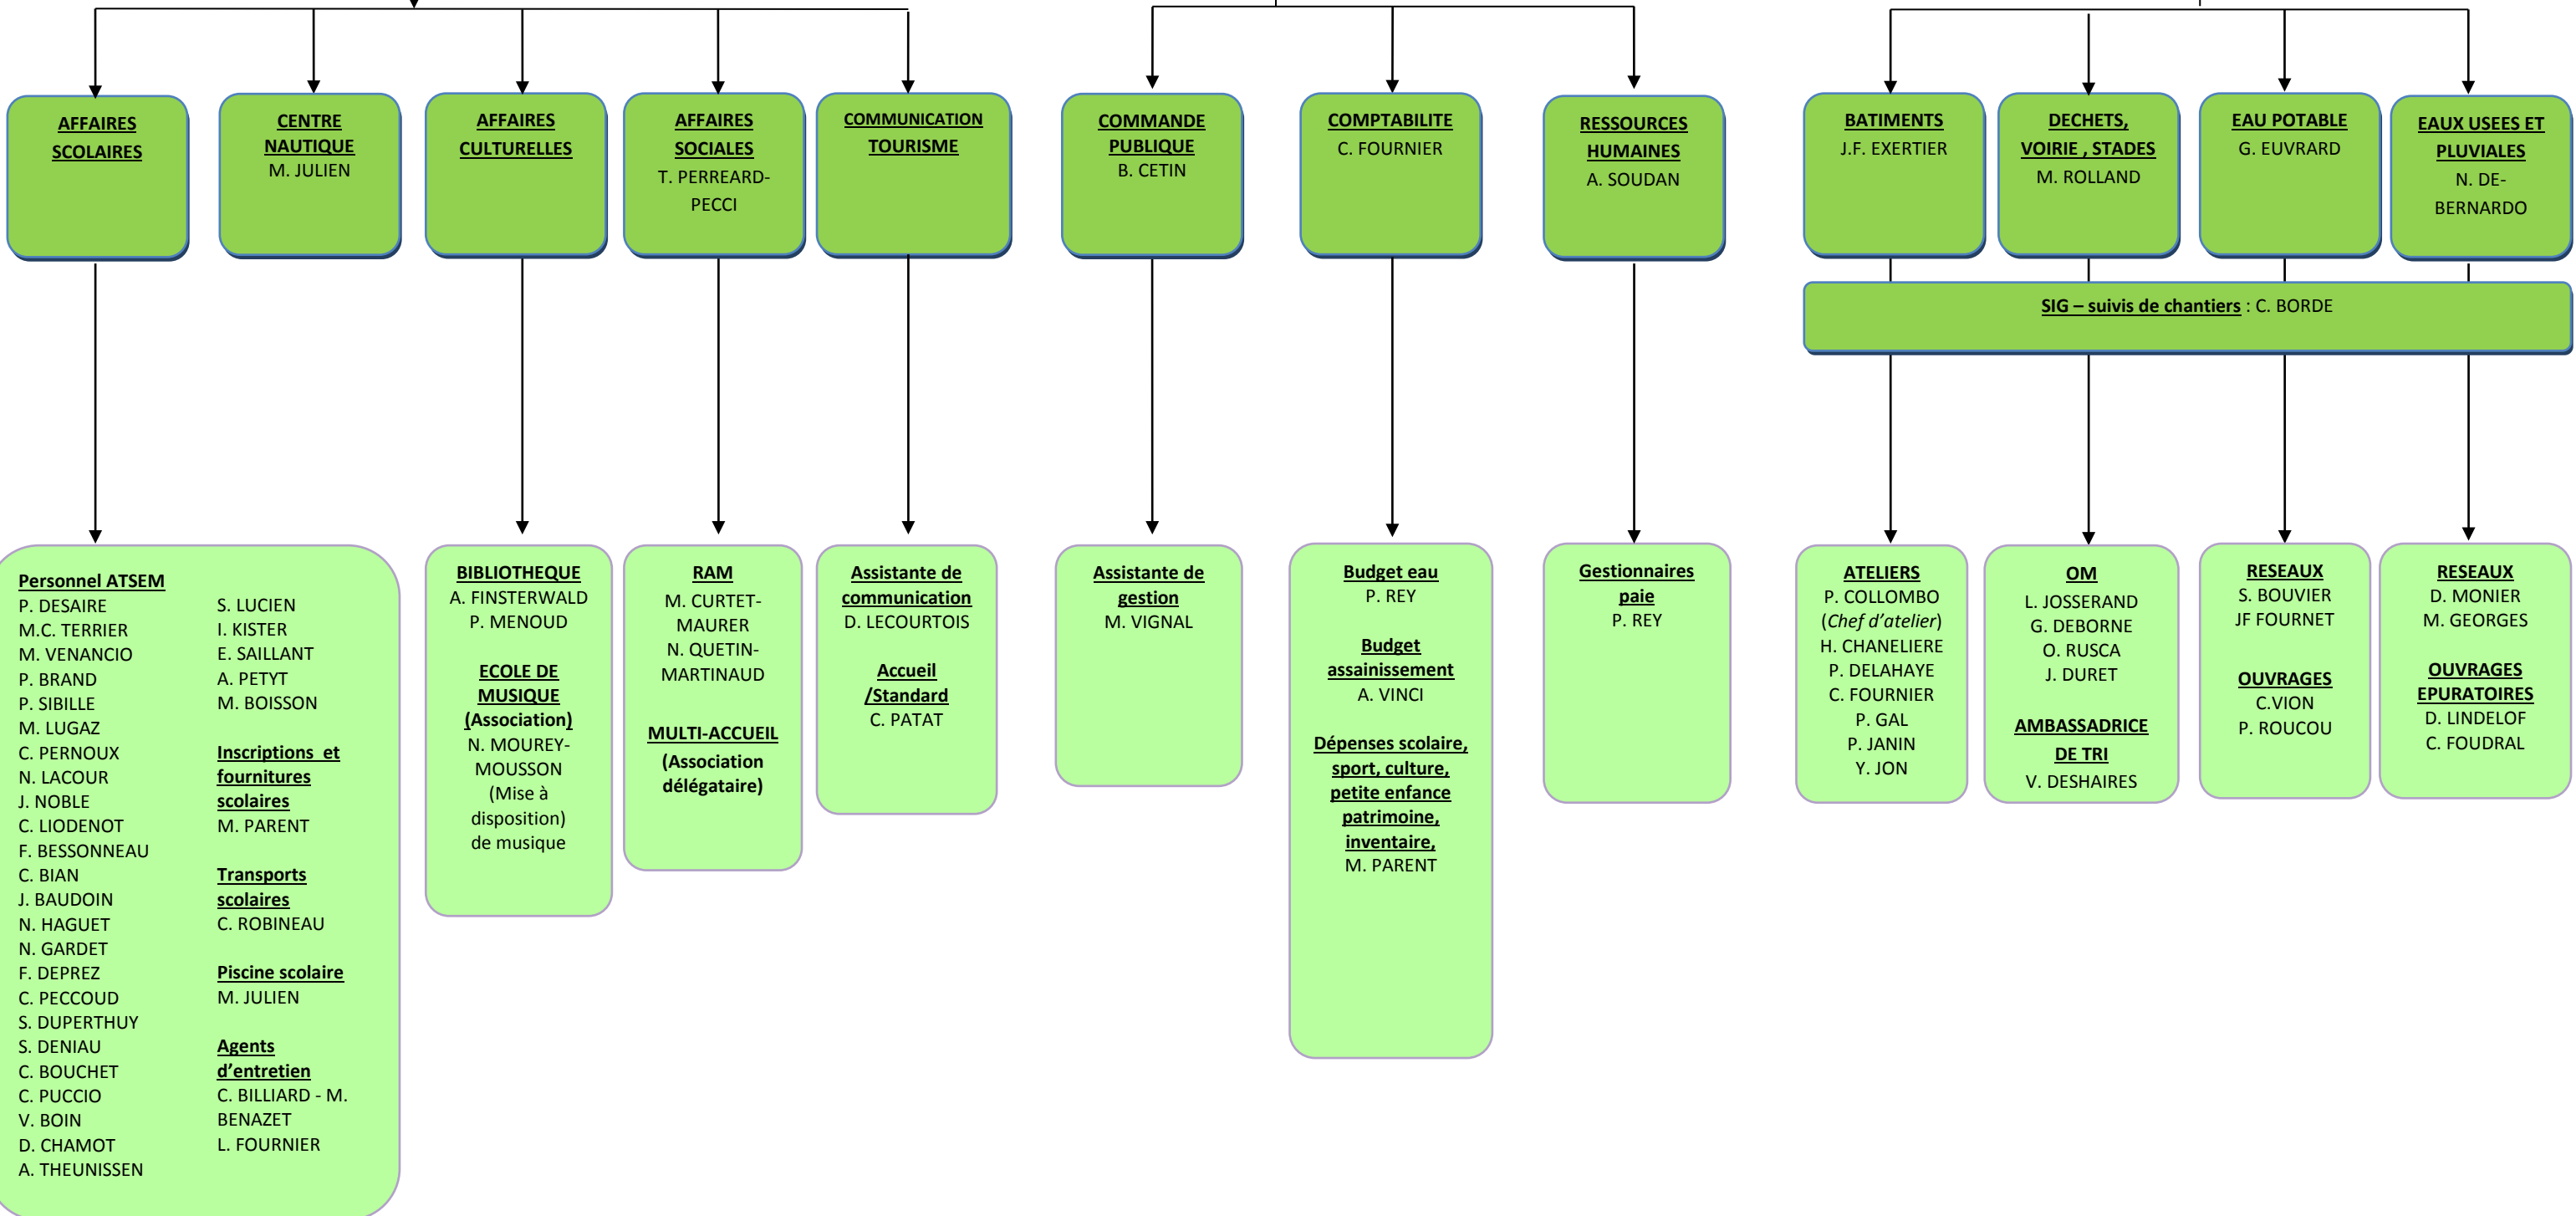 AFFAIRES
SCOLAIRES
CENTRE
NAUTIQUE
M. JULIEN
AFFAIRES
CULTURELLES
AFFAIRES
SOCIALES
T. PERREARD-
PECCI
COMMUNICATION
TOURISME
COMMANDE
PUBLIQUE
B. CETIN
COMPTABILITE
C. FOURNIER
RESSOURCES
HUMAINES
A. SOUDAN
BATIMENTS
J.F. EXERTIER
DECHETS,
VOIRIE , STADES
M. ROLLAND
EAU POTABLE
G. EUVRARD
EAUX USEES ET
PLUVIALES
N. DE-
BERNARDO
SIG – suivis de chantiers : C. BORDE
Personnel ATSEM
P. DESAIRE
M.C. TERRIER
M. VENANCIO
P. BRAND
P. SIBILLE
M. LUGAZ
C. PERNOUX
N. LACOUR
J. NOBLE
C. LIODENOT
F. BESSONNEAU
C. BIAN
J. BAUDOIN
N. HAGUET
N. GARDET
F. DEPREZ
C. PECCOUD
S. DUPERTHUY
S. DENIAU
C. BOUCHET
C. PUCCIO
V. BOIN
D. CHAMOT
A. THEUNISSEN
S. LUCIEN
I. KISTER
E. SAILLANT
A. PETYT
M. BOISSON
Inscriptions et
fournitures
scolaires
M. PARENT
Transports
scolaires
C. ROBINEAU
Piscine scolaire
M. JULIEN
Agents
d’entretien
C. BILLIARD - M.
BENAZET
L. FOURNIER
BIBLIOTHEQUE
A. FINSTERWALD
P. MENOUD
ECOLE DE
MUSIQUE
(Association)
N. MOUREY-
MOUSSON
(Mise à
disposition)
de musique
RAM
M. CURTET-
MAURER
N. QUETIN-
MARTINAUD
MULTI-ACCUEIL
(Association
délégataire)
Assistante de
communication
D. LECOURTOIS
Accueil
/Standard
C. PATAT
Assistante de
gestion
M. VIGNAL
Budget eau
P. REY
Budget
assainissement
A. VINCI
Dépenses scolaire,
sport, culture,
petite enfance
patrimoine,
inventaire,
M. PARENT
Gestionnaires
paie
P. REY
ATELIERS
P. COLLOMBO
(Chef d’atelier)
H. CHANELIERE
P. DELAHAYE
C. FOURNIER
P. GAL
P. JANIN
Y. JON
OM
L. JOSSERAND
G. DEBORNE
O. RUSCA
J. DURET
AMBASSADRICE
DE TRI
V. DESHAIRES
RESEAUX
S. BOUVIER
JF FOURNET
OUVRAGES
C.VION
P. ROUCOU
RESEAUX
D. MONIER
M. GEORGES
OUVRAGES
EPURATOIRES
D. LINDELOF
C. FOUDRAL